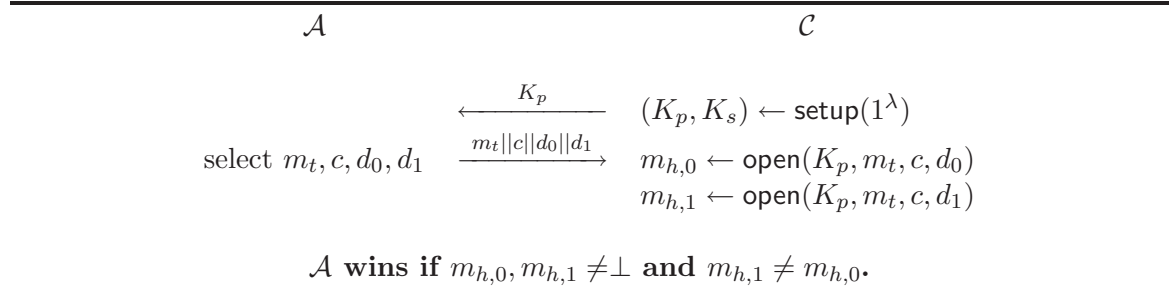 𝒜 𝒞
K_p
(K_p, K_s) ← setup(1^λ)
select m_t, c, d_0, d_1
m_t||c||d_0||d_1
m_{h,0} ← open(K_p, m_t, c, d_0)
m_{h,1} ← open(K_p, m_t, c, d_1)
𝒜 wins if m_{h,0}, m_{h,1} ≠⊥ and m_{h,1} ≠ m_{h,0}.